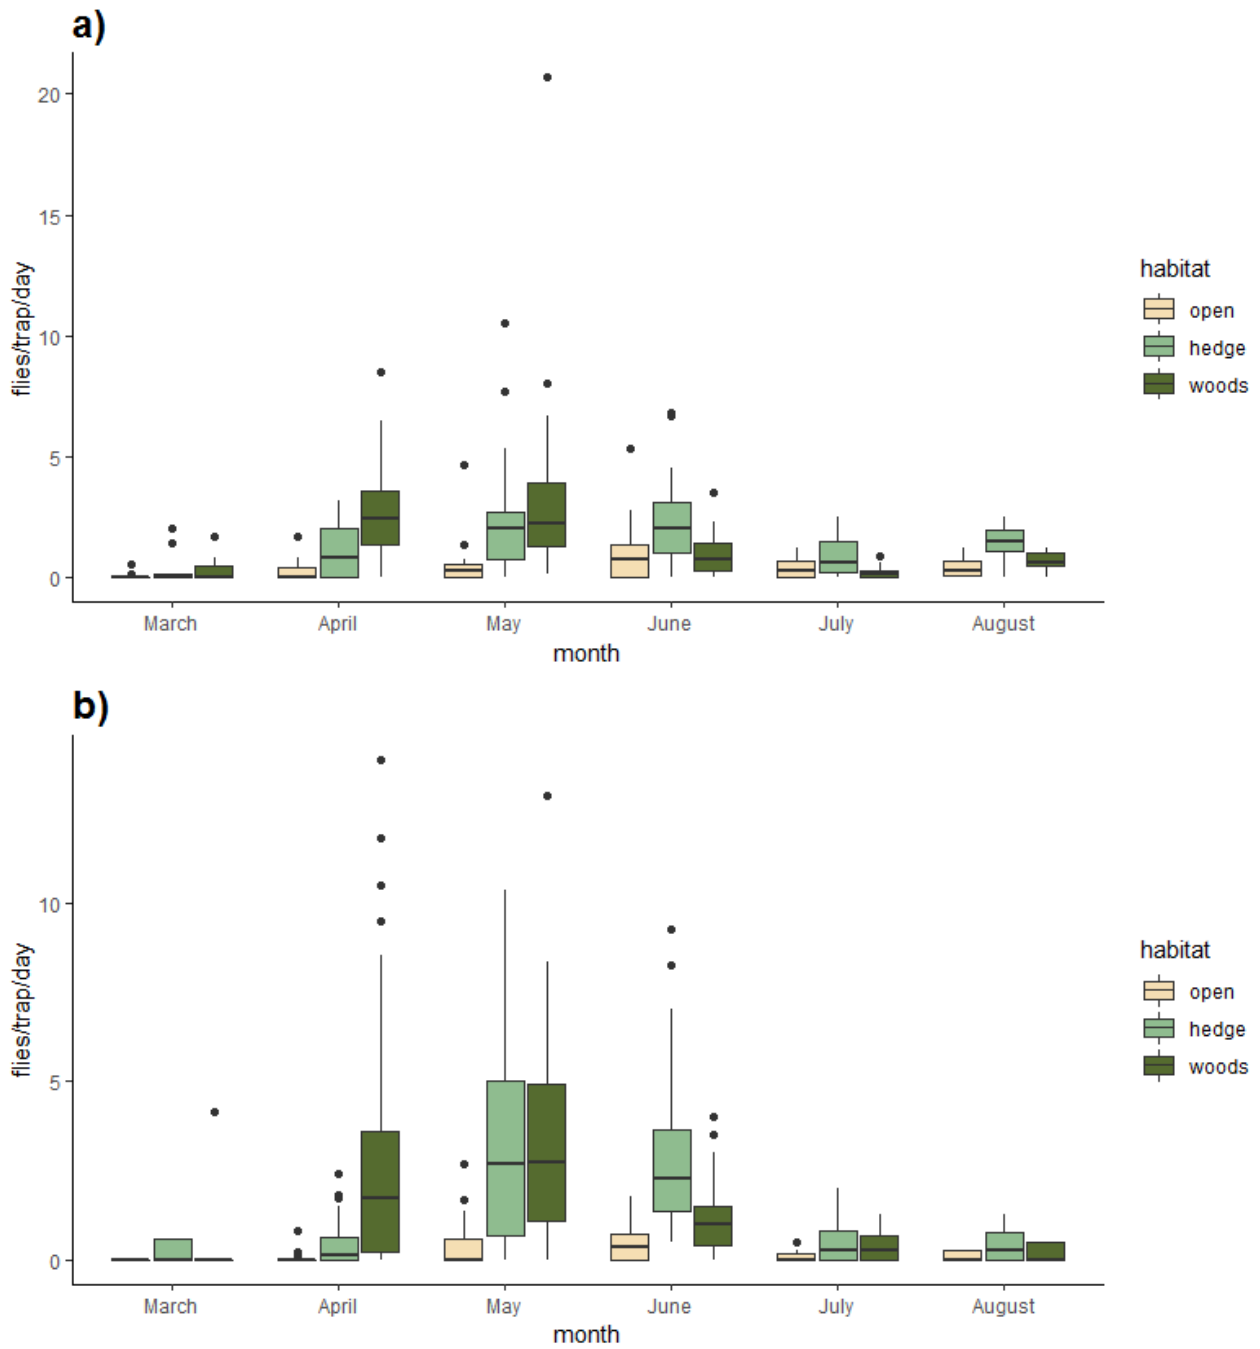 a)
20
15
10
5
0
flies/trap/day
March April May June July August
month
habitat
open
hedge
woods
b)
10
5
0
flies/trap/day
March April May June July August
month
habitat
open
hedge
woods